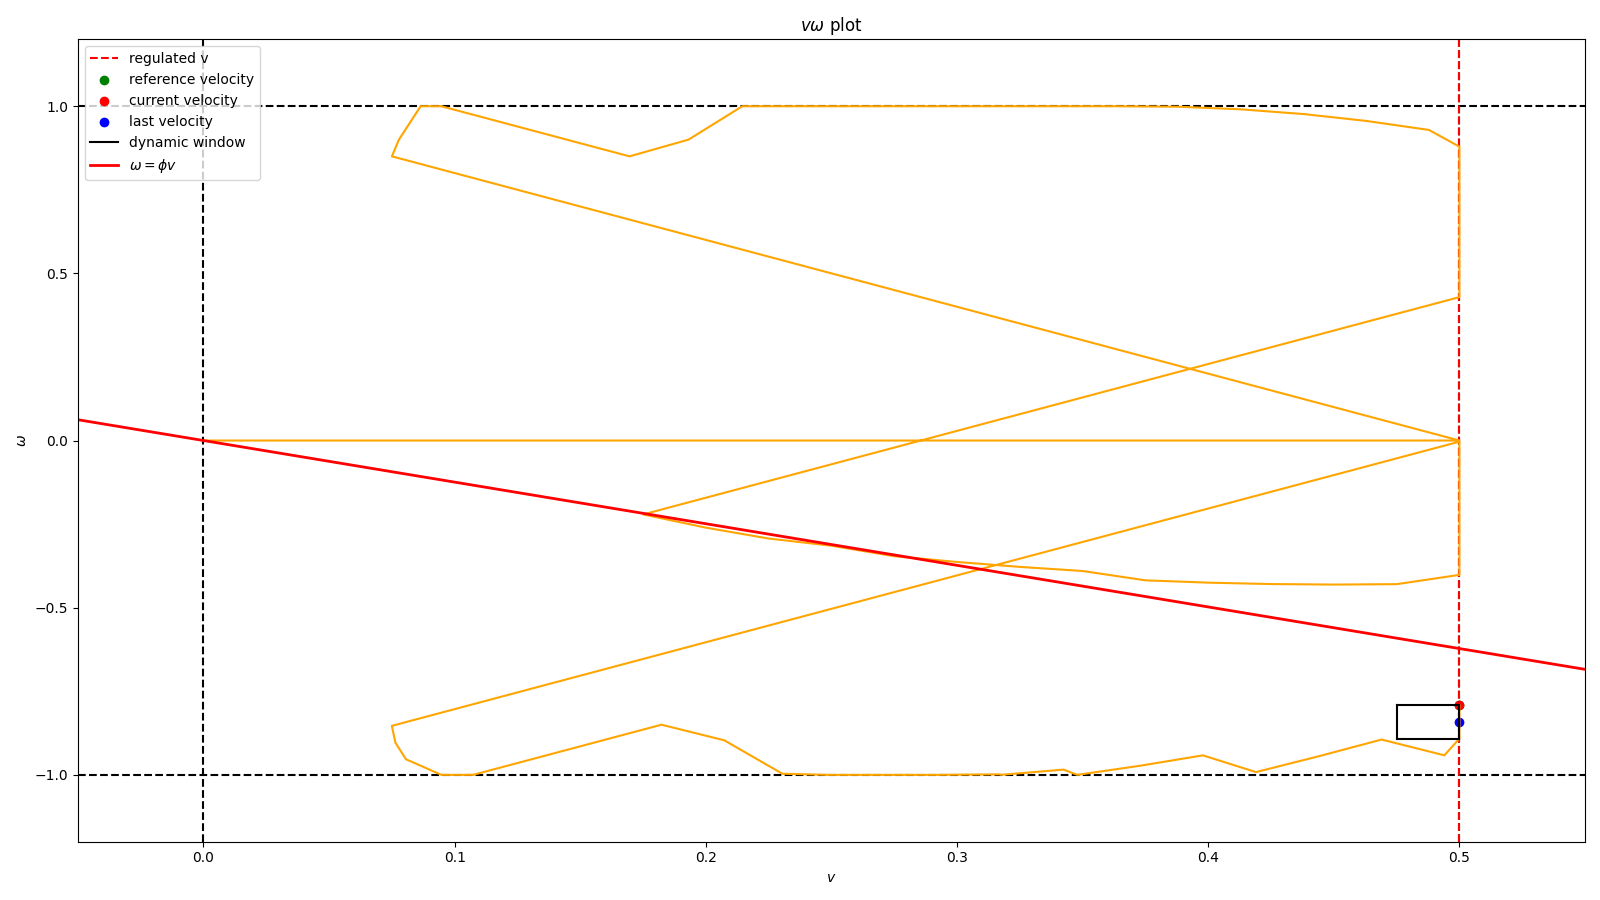 vω plot
regulated v
reference velocity
current velocity
last velocity
dynamic window
ω = ϕv
1.0
0.5
0.0
−0.5
−1.0
ω
0.0
0.1
0.2
0.3
0.4
0.5
v